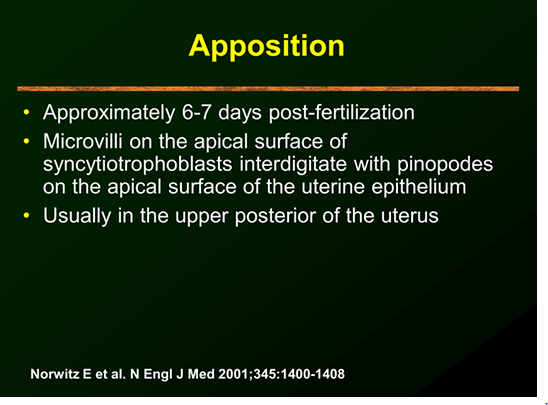 Apposition
• Approximately 6-7 days post-fertilization
• Microvilli on the apical surface of
syncytiotrophoblasts interdigitate with pinopodes
on the apical surface of the uterine epithelium
• Usually in the upper posterior of the uterus
Norwitz E et al. N Engl J Med 2001;345:1400-1408